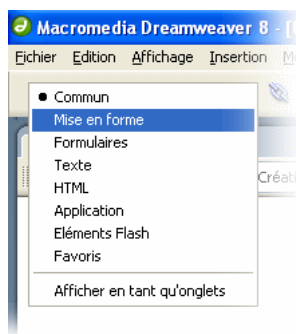 Macromedia Dreamweaver 8 - [
Fichier Edition Affichage Insertion M
Commun
Mise en forme
Formulaires
Texte
HTML
Application
Eléments Flash
Favoris
Afficher en tant qu'onglets
Créati